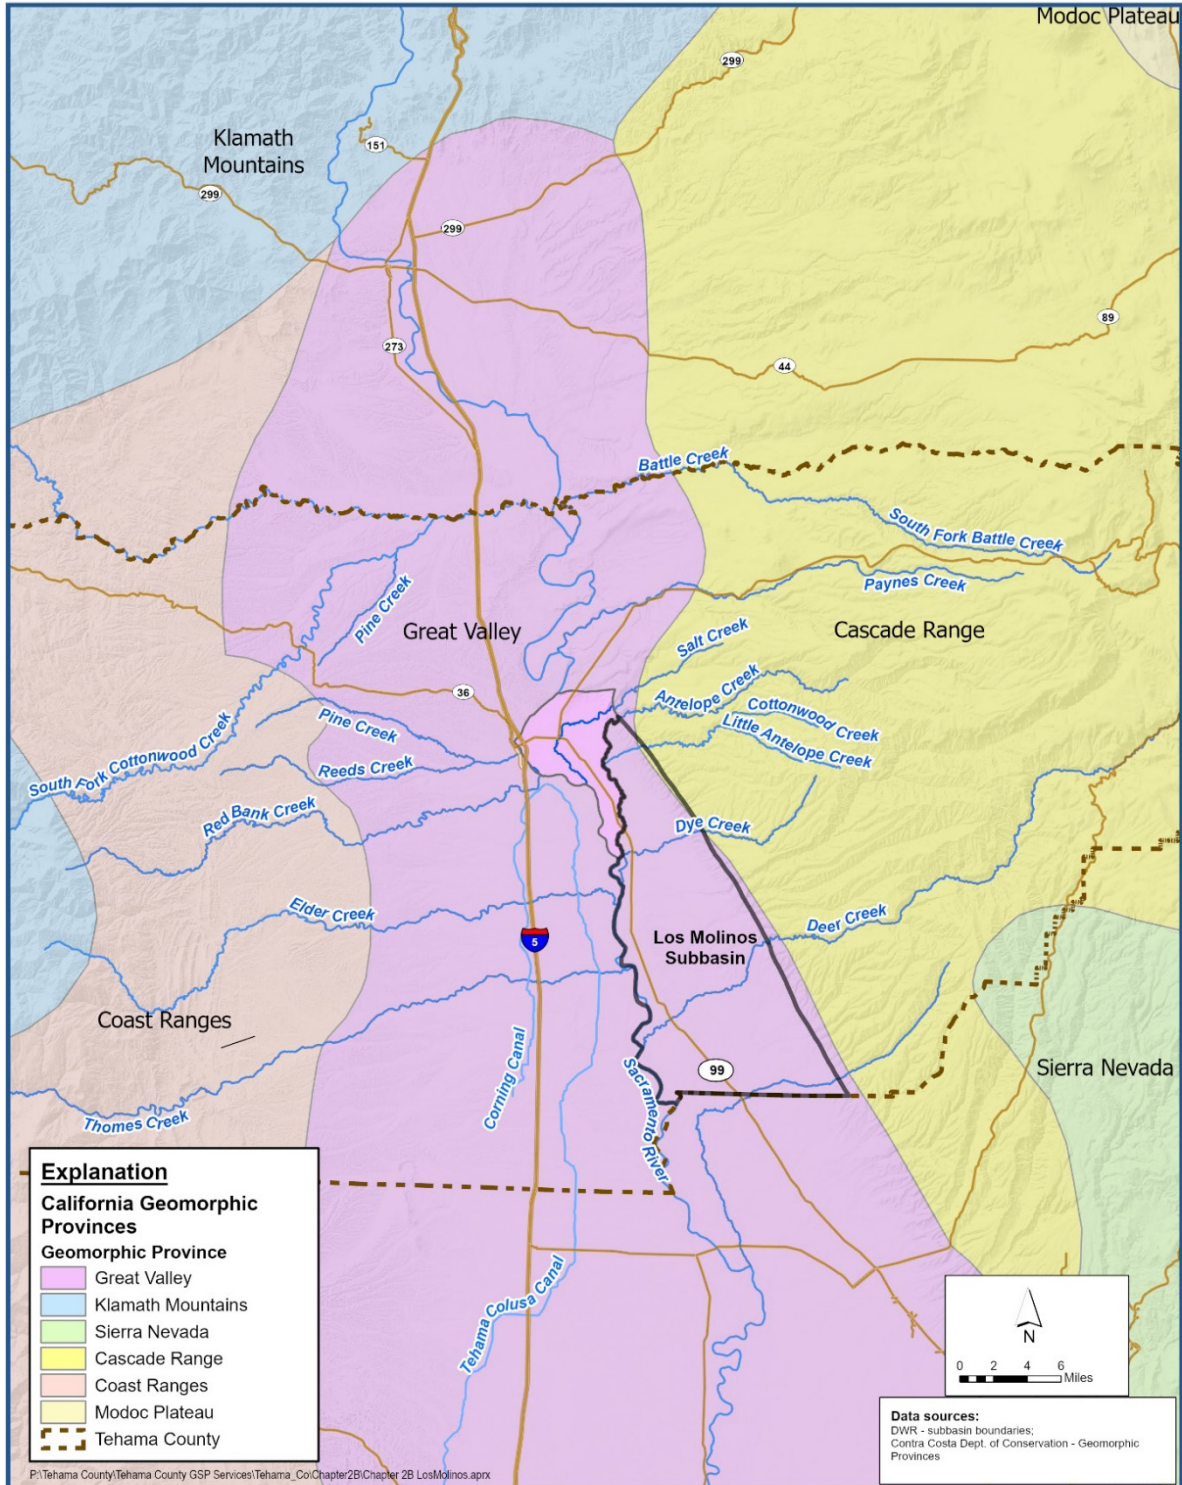 Modoc Plateau
299
Klamath
Mountains
151
299
299
89
273
44
Battle Creek
South Fork Battle Creek
Paynes Creek
Pine Creek
Great Valley
Cascade Range
Salt Creek
36
Antelope Creek
Cottonwood Creek
Little Antelope Creek
Pine Creek
South Fork Cottonwood Creek
Reeds Creek
Red Bank Creek
Dye Creek
Elder Creek
Deer Creek
5
Los Molinos
Subbasin
Coast Ranges
Corning Canal
99
Sacramento River
Sierra Nevada
Thomes Creek
Tehama Colusa Canal
Explanation
California Geomorphic
Provinces
Geomorphic Province
Great Valley
Klamath Mountains
Sierra Nevada
Cascade Range
Coast Ranges
Modoc Plateau
Tehama County
N
0 2 4 6
Miles
Data sources:
DWR - subbasin boundaries;
Contra Costa Dept. of Conservation - Geomorphic
Provinces
P:\Tehama County\Tehama County GSP Services\Tehama_Co\Chapter2B\Chapter 2B LosMolinos.aprx